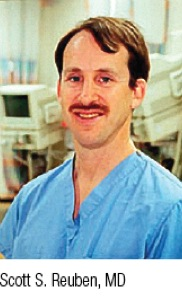 Scott S. Reuben, MD